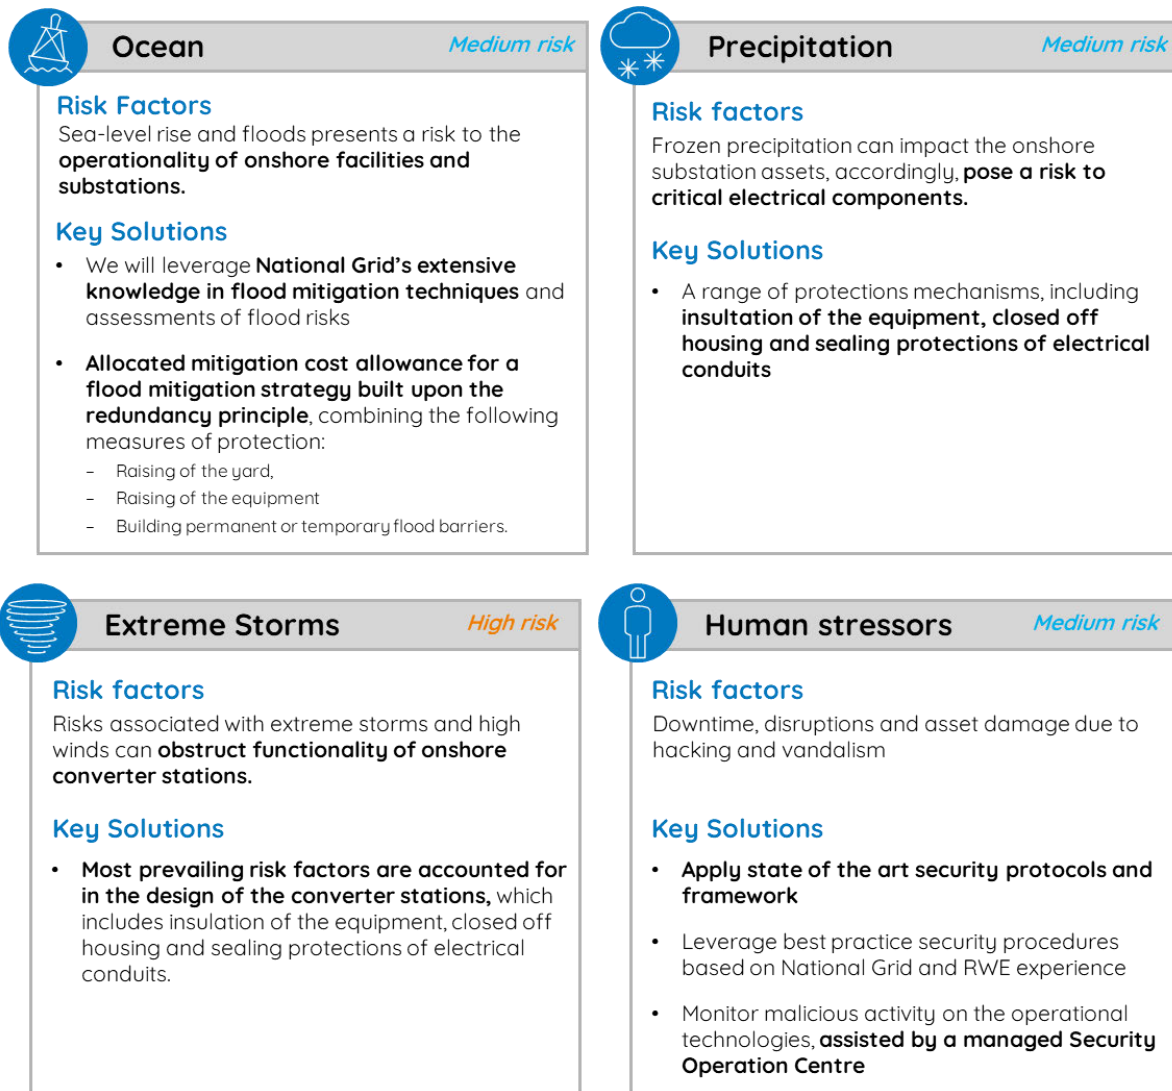 Ocean
Medium risk
Risk Factors
Sea-level rise and floods presents a risk to the
operationality of onshore facilities and
substations.
Key Solutions
• We will leverage National Grid’s extensive
knowledge in flood mitigation techniques and
assessments of flood risks
• Allocated mitigation cost allowance for a
flood mitigation strategy built upon the
redundancy principle, combining the following
measures of protection:
– Raising of the yard,
– Raising of the equipment
– Building permanent or temporary flood barriers.
Precipitation
Medium risk
Risk factors
Frozen precipitation can impact the onshore
substation assets, accordingly, pose a risk to
critical electrical components.
Key Solutions
• A range of protections mechanisms, including
insultation of the equipment, closed off
housing and sealing protections of electrical
conduits
Extreme Storms
High risk
Risk factors
Risks associated with extreme storms and high
winds can obstruct functionality of onshore
converter stations.
Key Solutions
• Most prevailing risk factors are accounted for
in the design of the converter stations, which
includes insulation of the equipment, closed off
housing and sealing protections of electrical
conduits.
Human stressors
Medium risk
Risk factors
Downtime, disruptions and asset damage due to
hacking and vandalism
Key Solutions
• Apply state of the art security protocols and
framework
• Leverage best practice security procedures
based on National Grid and RWE experience
• Monitor malicious activity on the operational
technologies, assisted by a managed Security
Operation Centre